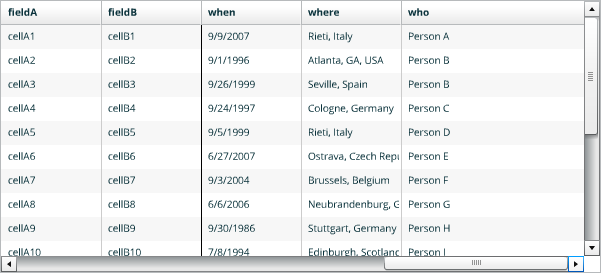 fieldA fieldB when where who
cellA1 cellB1 9/9/2007 Rieti, Italy Person A
cellA2 cellB2 9/1/1996 Atlanta, GA, USA Person B
cellA3 cellB3 9/26/1999 Seville, Spain Person B
cellA4 cellB4 9/24/1997 Cologne, Germany Person C
cellA5 cellB5 9/5/1999 Rieti, Italy Person D
cellA6 cellB6 6/27/2007 Ostrava, Czech Repu Person E
cellA7 cellB7 9/3/2004 Brussels, Belgium Person F
cellA8 cellB8 6/6/2006 Neubrandenburg, G Person G
cellA9 cellB9 9/30/1986 Stuttgart, Germany Person H
cellA10 cellB10 7/8/1994 Edinburgh, Scotland Person I